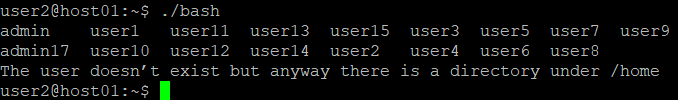 user2@host01:~$ ./bash
admin    user1   user11  user13  user15  user3  user5  user7  user9
admin17  user10  user12  user14  user2   user4  user6  user8
The user doesn’t exist but anyway there is a directory under /home
user2@host01:~$